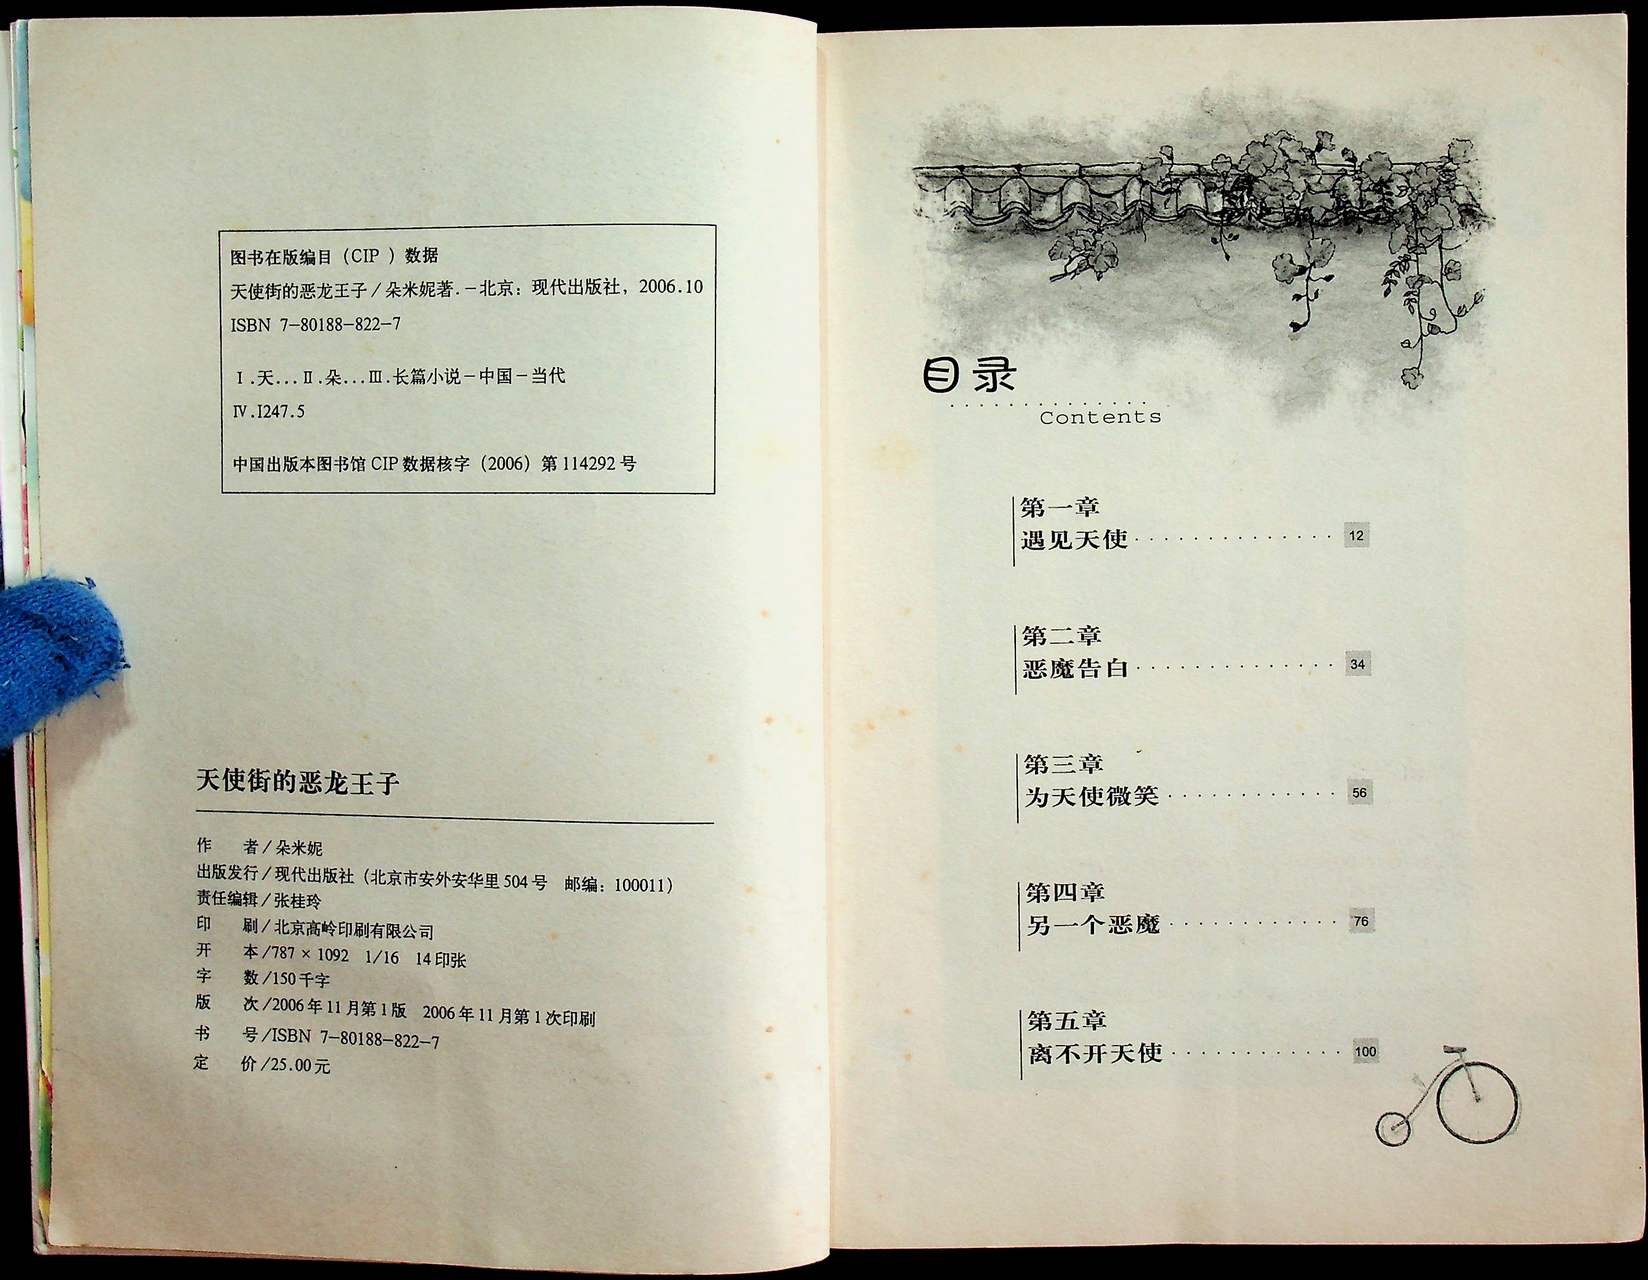 图书在版编目（CIP）数据
天使街的恶龙王子／朵米妮著.－北京：现代出版社，2006.10
ISBN 7－80188－822－7
Ⅰ.天...Ⅱ.朵...Ⅲ.长篇小说－中国－当代
Ⅳ.I247.5
中国出版本图书馆CIP数据核字（2006）第114292号
天使街的恶龙王子
作　者／朵米妮
出版发行／现代出版社（北京市安外安华里504号　邮编：100011）
责任编辑／张桂玲
印　刷／北京高岭印刷有限公司
开　本／787×1092　1/16　14印张
字　数／150千字
版　次／2006年11月第1版　2006年11月第1次印刷
书　号／ISBN 7－80188－822－7
定　价／25.00元
目录
Contents
第一章
遇见天使··············12
第二章
恶魔告白··············34
第三章
为天使微笑············56
第四章
另一个恶魔············76
第五章
离不开天使············100